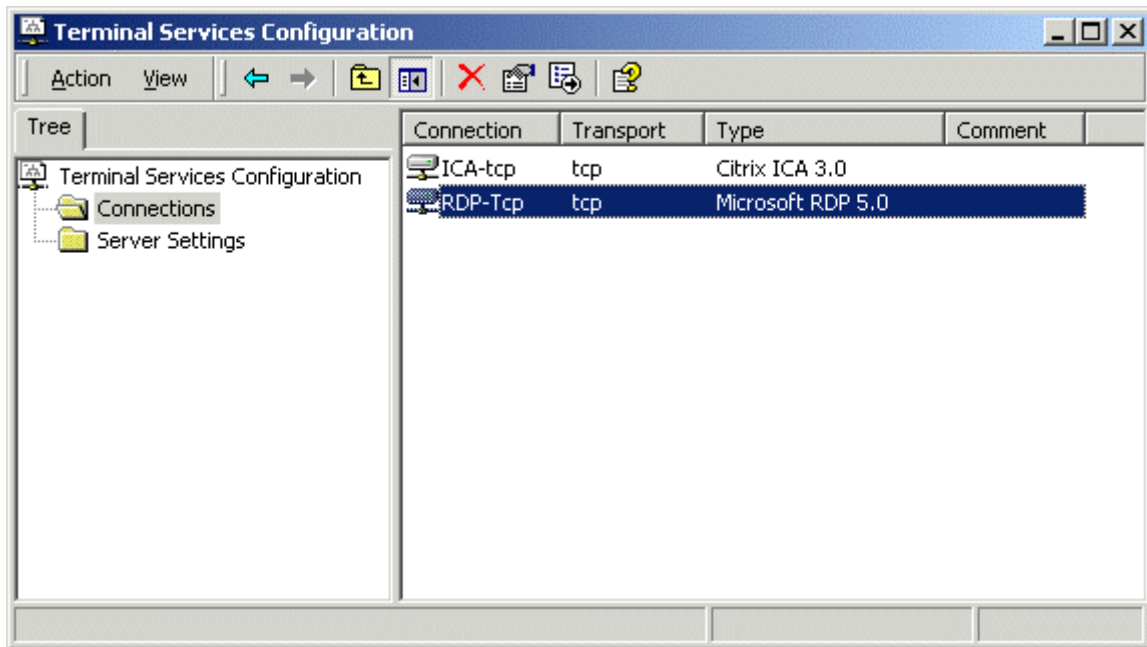 Terminal Services Configuration
Action View
Tree
Connection Transport Type Comment
Terminal Services Configuration
Connections
Server Settings
ICA-tcp tcp Citrix ICA 3.0
RDP-Tcp tcp Microsoft RDP 5.0